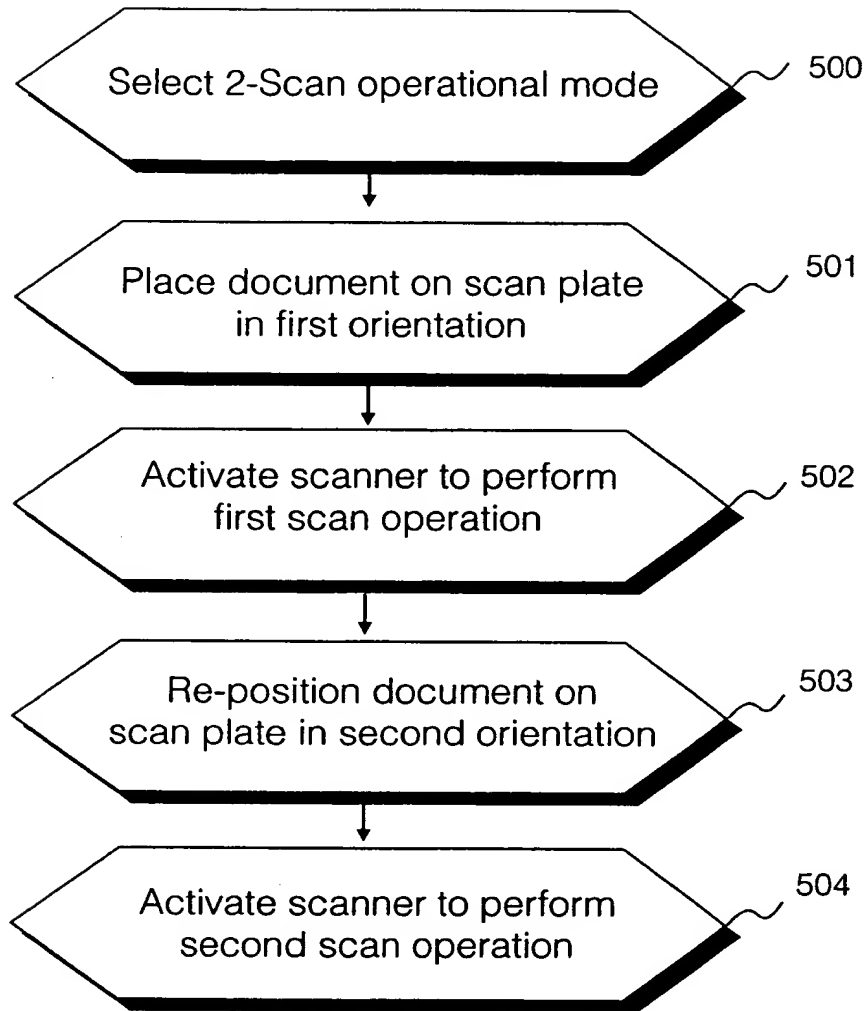 Select 2-Scan operational mode
500
Place document on scan plate
in first orientation
501
Activate scanner to perform
first scan operation
502
Re-position document on
scan plate in second orientation
503
Activate scanner to perform
second scan operation
504